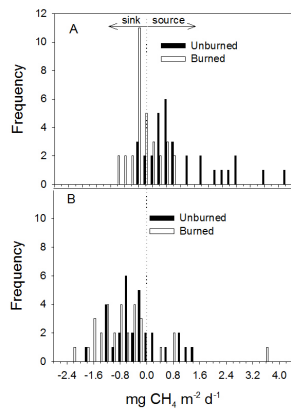 sink source
A
Unburned
Burned
Frequency
12
10
8
6
4
2
0
B
Unburned
Burned
Frequency
10
8
6
4
2
0
-2.4 -1.6 -0.8 0.0 0.8 1.6 2.4 3.2 4.0
mg CH₄ m⁻² d⁻¹